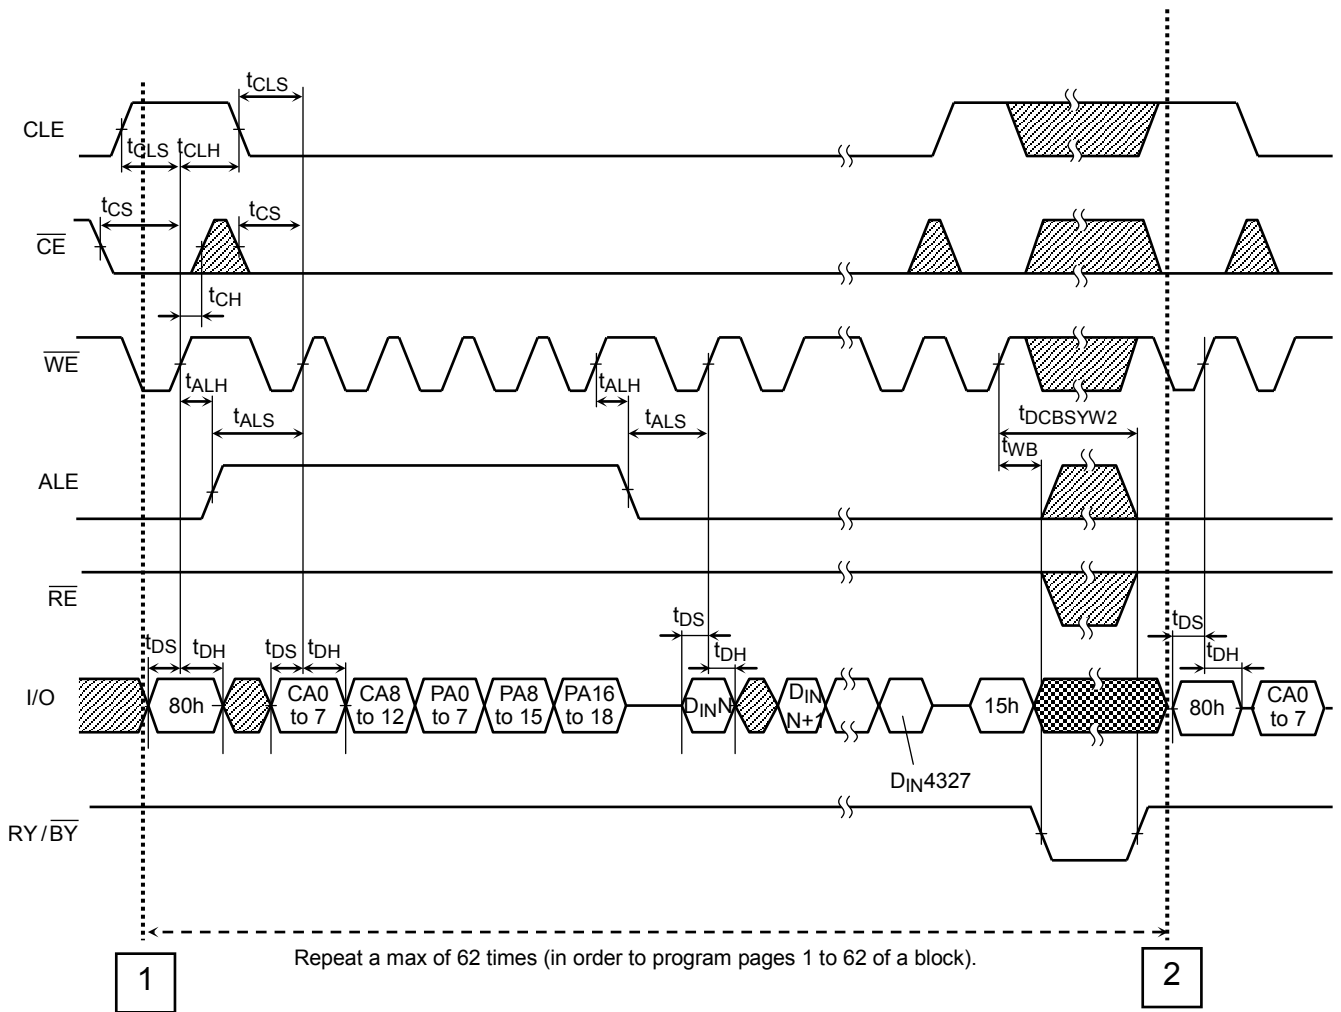 tCLS
CLE
tCLS tCLH
tCS tCS
CE
tCH
WE
tALH tALH
tALS tALS tDCBSYW2
tWB
ALE
RE
tDS tDH tDS tDH tDS tDH tDS tDH
I/O
80h
CA0 to 7
CA8 to 12
PA0 to 7
PA8 to 15
PA16 to 18
DINN
DIN N+1
15h
80h
CA0 to 7
DIN4327
RY/BY
Repeat a max of 62 times (in order to program pages 1 to 62 of a block).
1
2